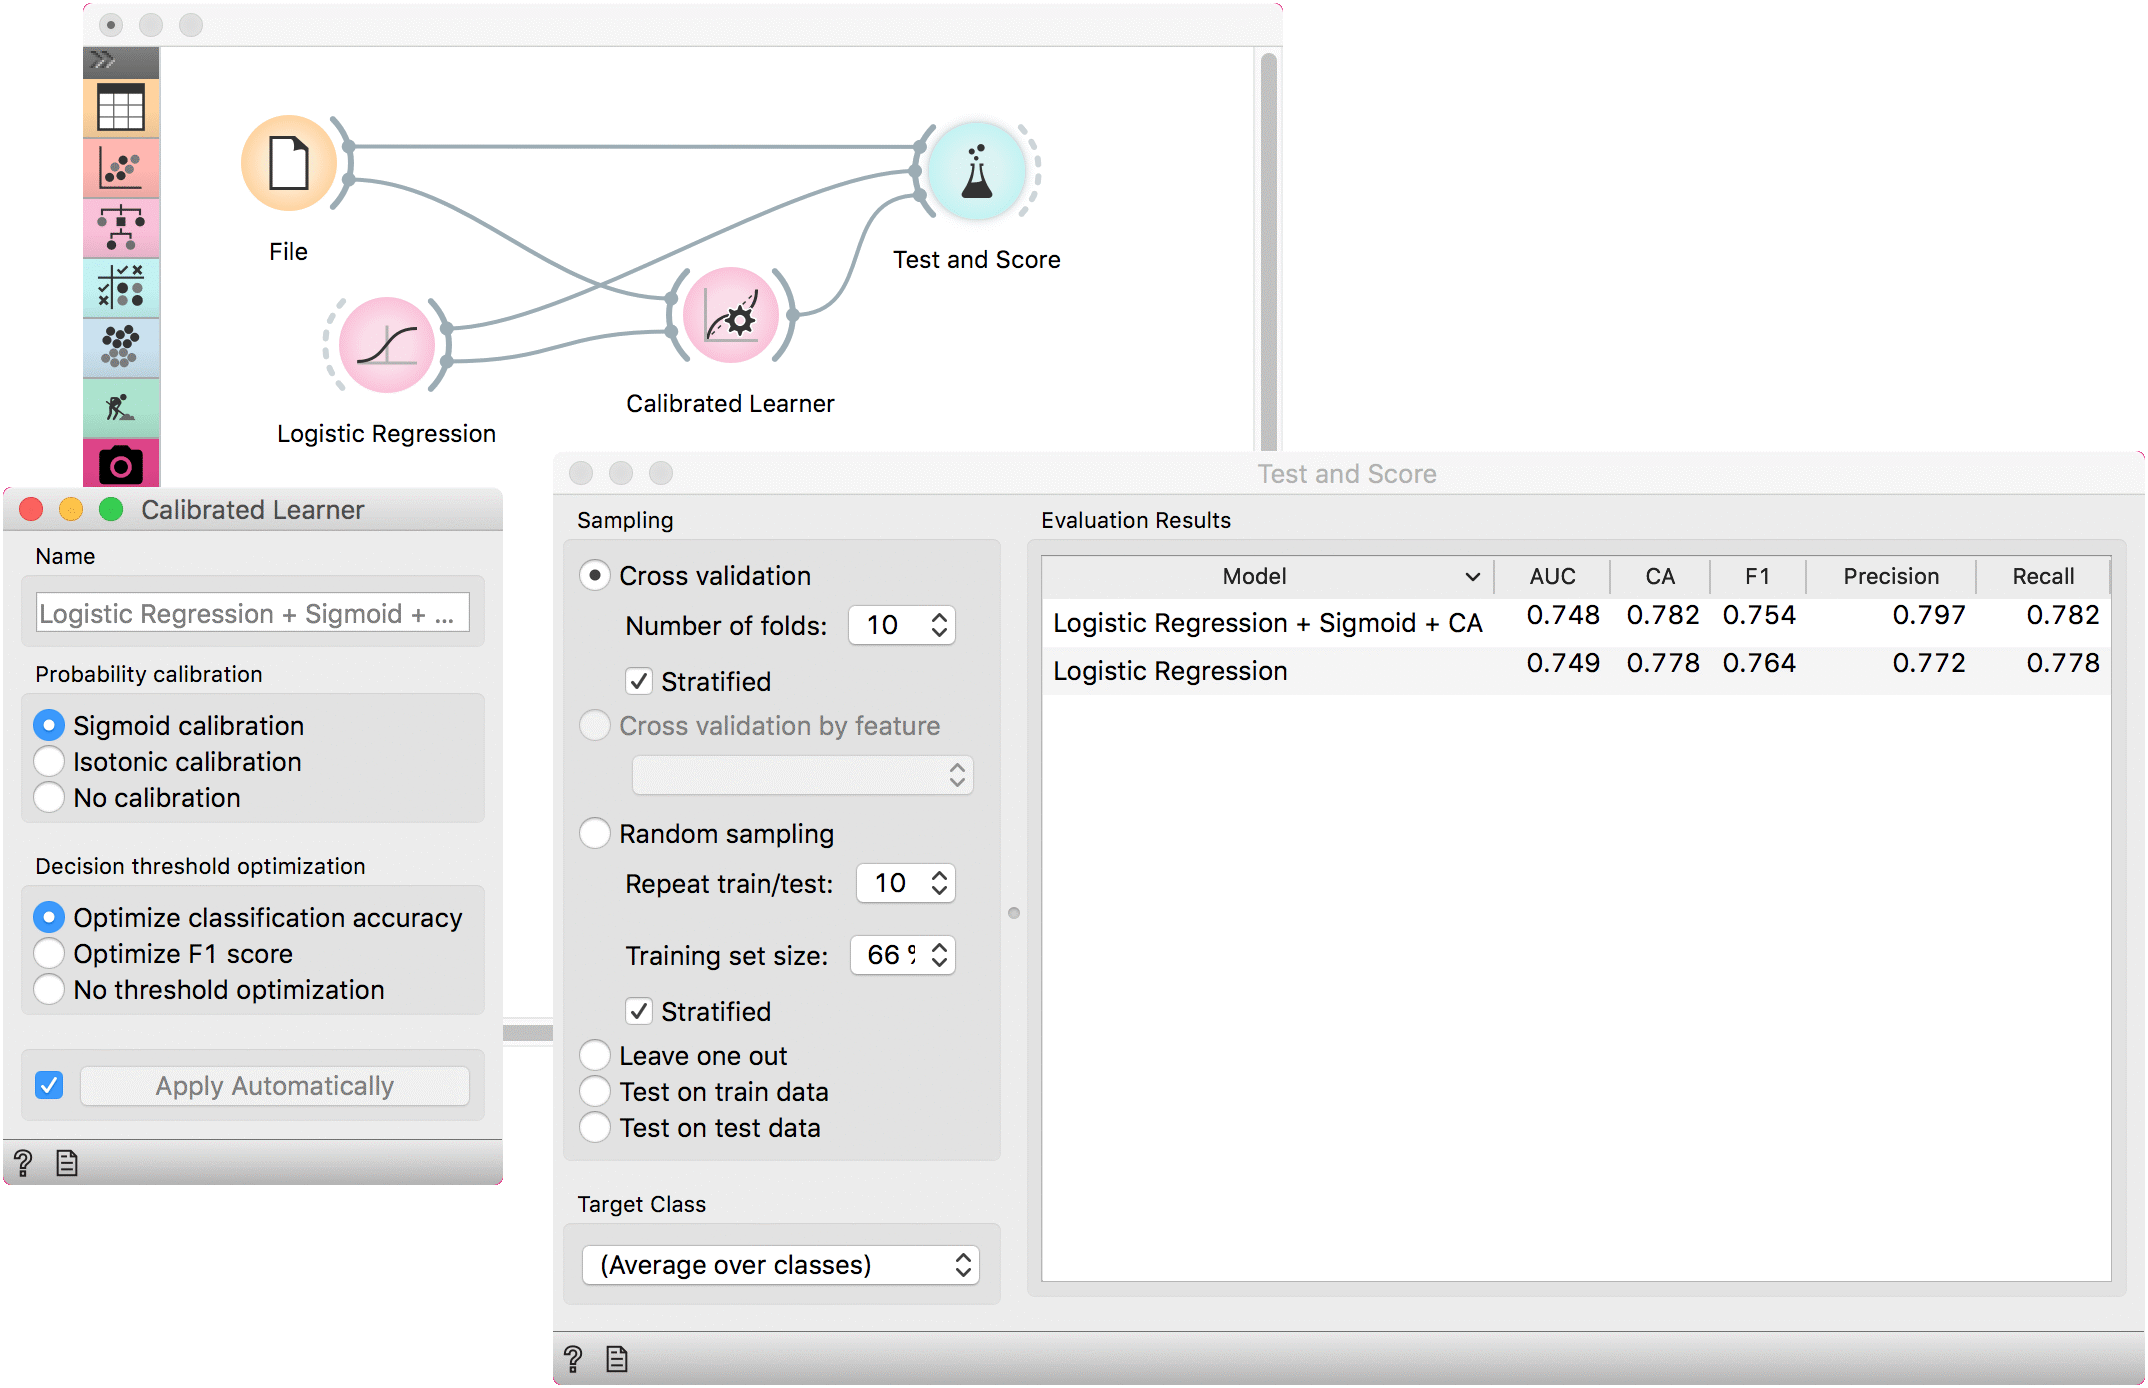 File
Test and Score
Calibrated Learner
Logistic Regression
Calibrated Learner
Name
Logistic Regression + Sigmoid + ...
Probability calibration
Sigmoid calibration
Isotonic calibration
No calibration
Decision threshold optimization
Optimize classification accuracy
Optimize F1 score
No threshold optimization
Apply Automatically
?
Test and Score
Sampling
Cross validation
Number of folds: 10
Stratified
Cross validation by feature
Random sampling
Repeat train/test: 10
Training set size: 66 %
Stratified
Leave one out
Test on train data
Test on test data
Target Class
(Average over classes)
Evaluation Results
Model AUC CA F1 Precision Recall
Logistic Regression + Sigmoid + CA 0.748 0.782 0.754 0.797 0.782
Logistic Regression 0.749 0.778 0.764 0.772 0.778
?